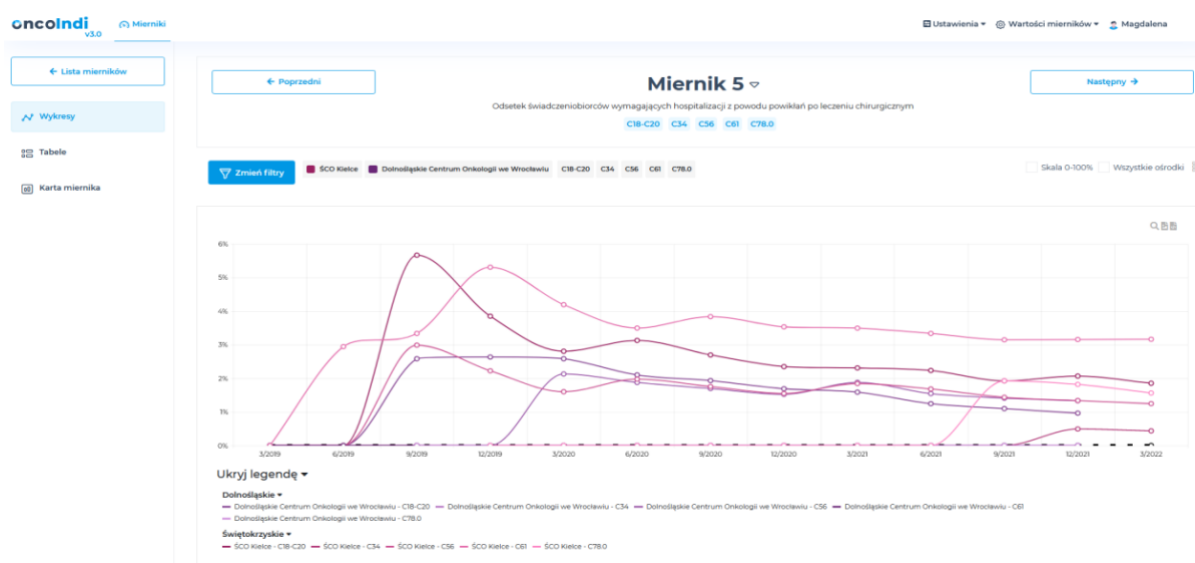 oncoIndi v3.0 Mierniki Ustawienia Wartości mierników Magdalena
← Lista mierników
Wykresy
Tabele
Karta miernika
← Poprzedni
Miernik 5
Następny →
Odsetek świadczeniobiorców wymagających hospitalizacji z powodu powikłań po leczeniu chirurgicznym
C18-C20 C34 C56 C61 C78.0
Zmień filtry ŚCO Kielce Dolnośląskie Centrum Onkologii we Wrocławiu C18-C20 C34 C56 C61 C78.0 Skala 0-100% Wszystkie ośrodki
6%
5%
4%
3%
2%
1%
0%
3/2019 6/2019 9/2019 12/2019 3/2020 6/2020 9/2020 12/2020 3/2021 6/2021 9/2021 12/2021 3/2022
Ukryj legendę
Dolnośląskie
Dolnośląskie Centrum Onkologii we Wrocławiu - C18-C20 Dolnośląskie Centrum Onkologii we Wrocławiu - C34 Dolnośląskie Centrum Onkologii we Wrocławiu - C56 Dolnośląskie Centrum Onkologii we Wrocławiu - C61
Dolnośląskie Centrum Onkologii we Wrocławiu - C78.0
Świętokrzyskie
ŚCO Kielce - C18-C20 ŚCO Kielce - C34 ŚCO Kielce - C56 ŚCO Kielce - C61 ŚCO Kielce - C78.0